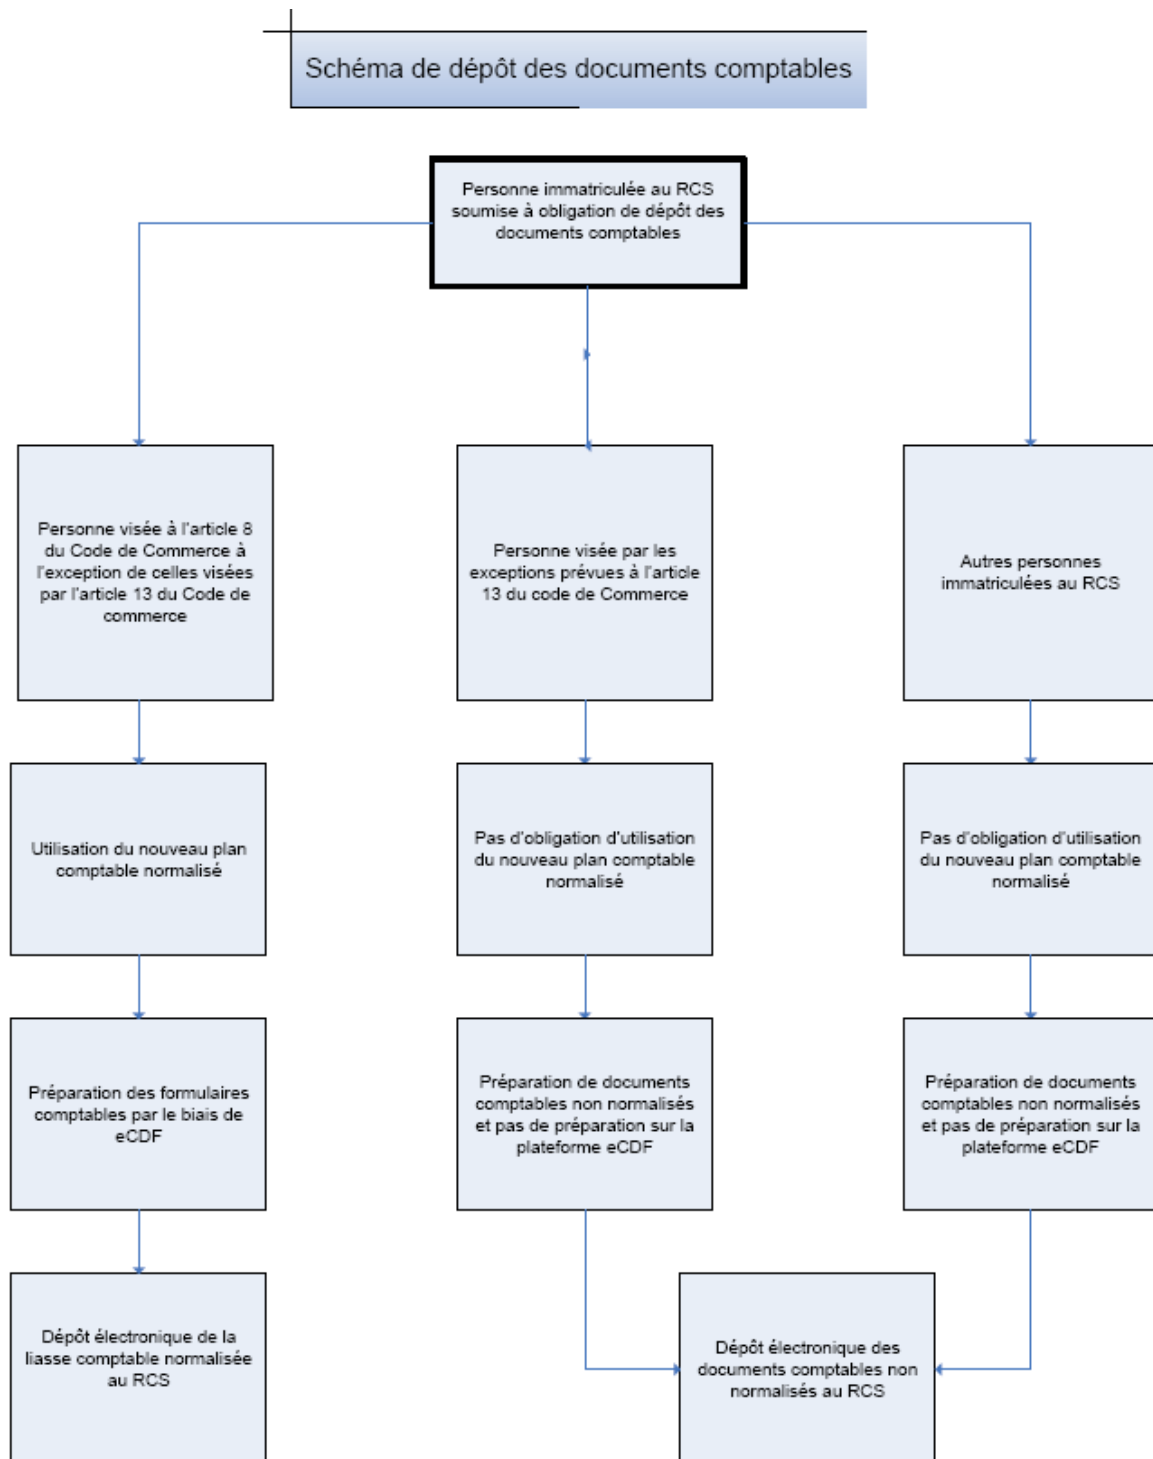 Schéma de dépôt des documents comptables
Personne immatriculée au RCS
soumise à obligation de dépôt des
documents comptables
Personne visée à l'article 8
du Code de Commerce à
l'exception de celles visées
par l'article 13 du Code de
commerce
Personne visée par les
exceptions prévues à l'article
13 du code de Commerce
Autres personnes
immatriculées au RCS
Utilisation du nouveau plan
comptable normalisé
Pas d'obligation d'utilisation
du nouveau plan comptable
normalisé
Pas d'obligation d'utilisation
du nouveau plan comptable
normalisé
Préparation des formulaires
comptables par le biais de
eCDF
Préparation de documents
comptables non normalisés
et pas de préparation sur la
plateforme eCDF
Préparation de documents
comptables non normalisés
et pas de préparation sur la
plateforme eCDF
Dépôt électronique de la
liasse comptable normalisée
au RCS
Dépôt électronique des
documents comptables non
normalisés au RCS